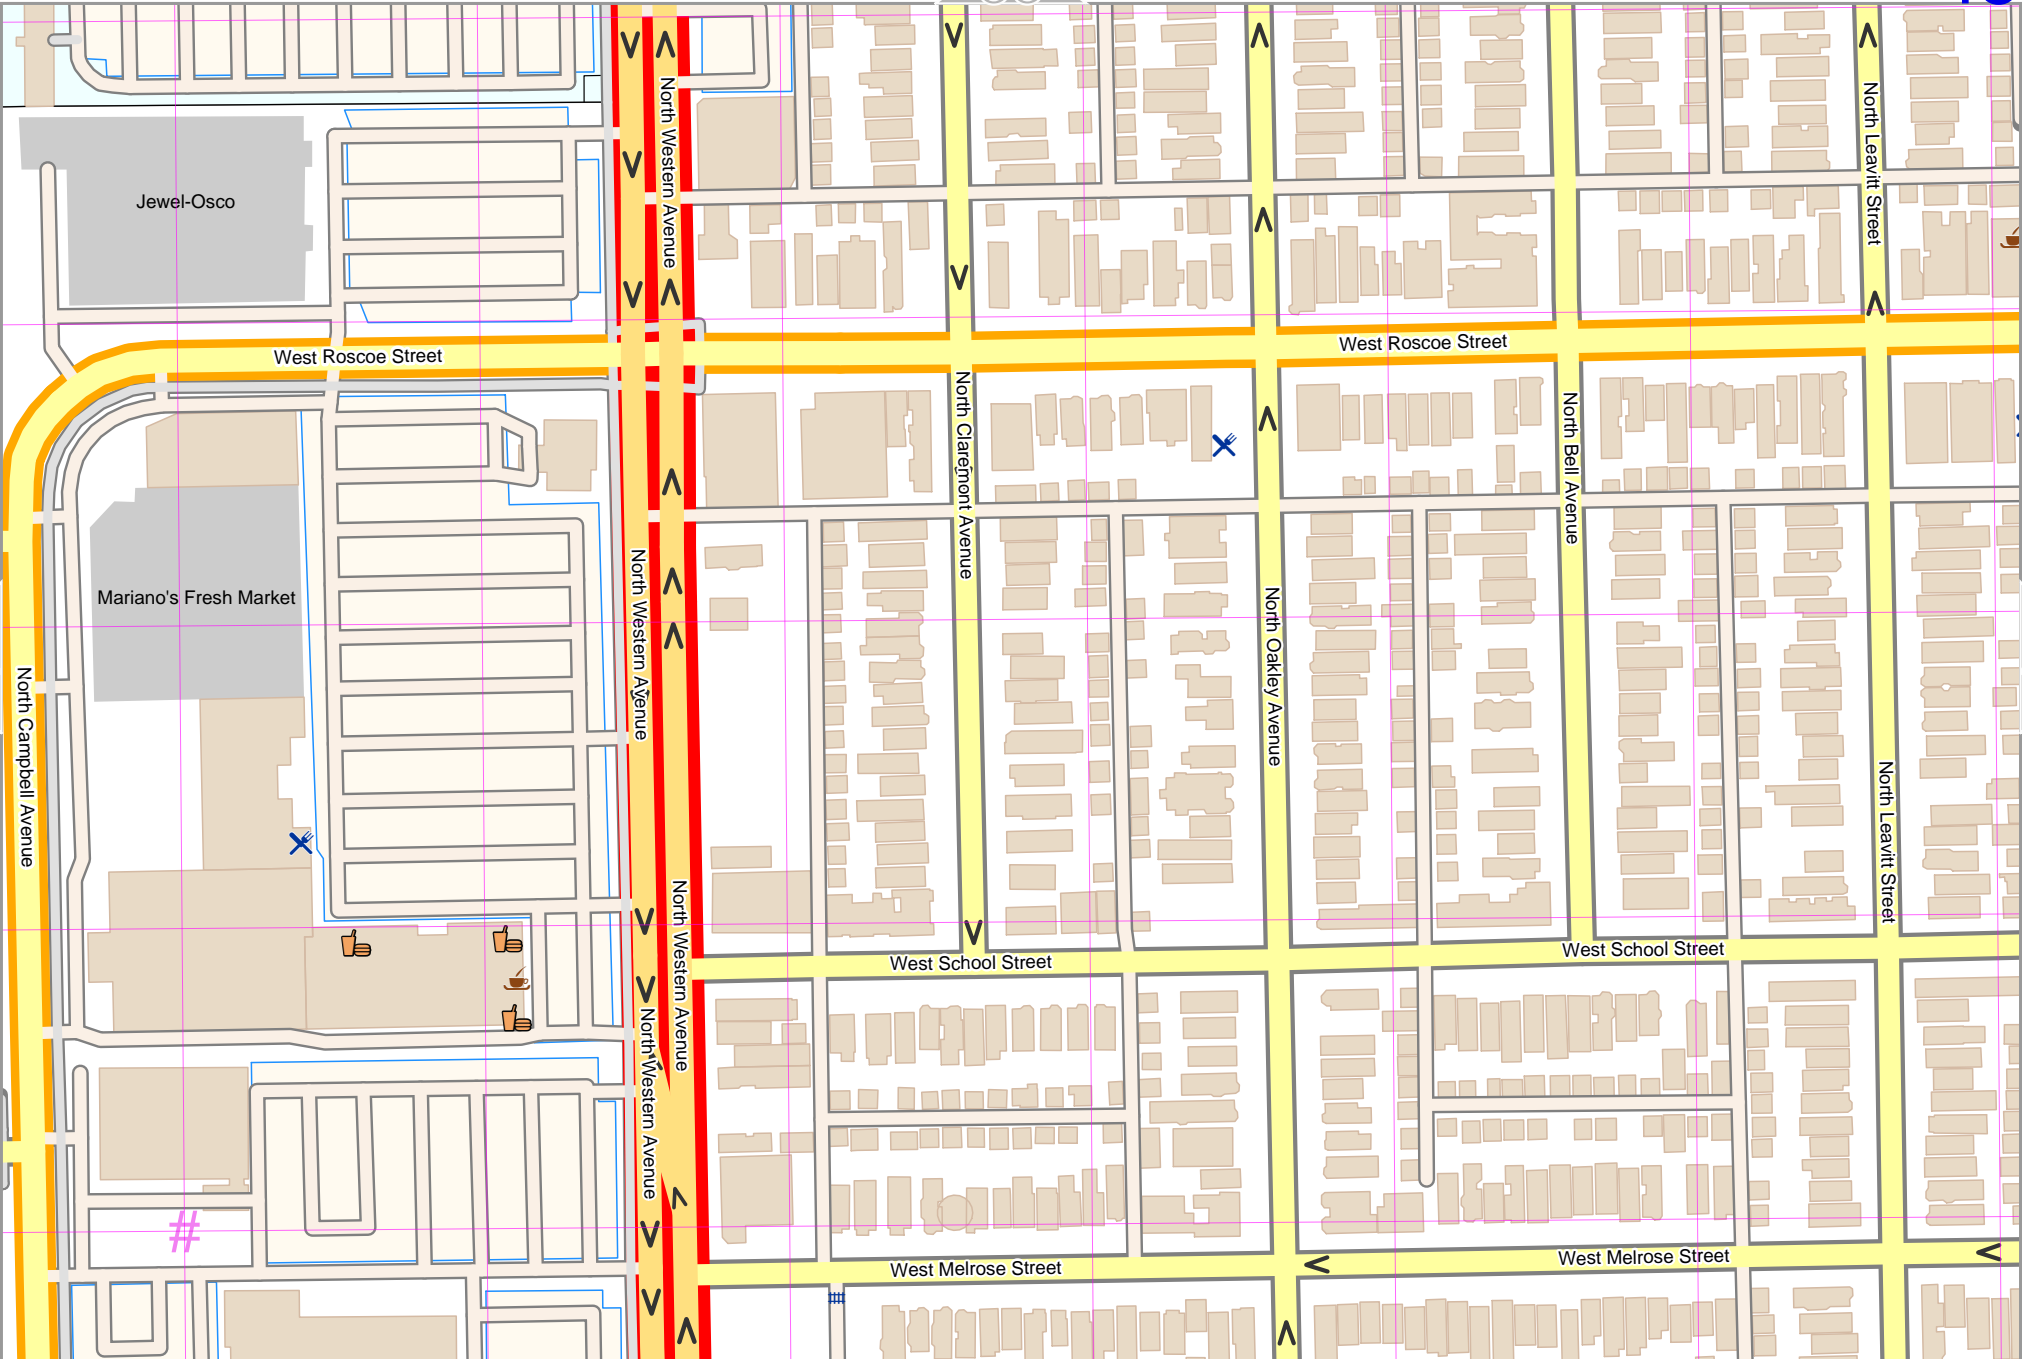 North Western Avenue
North Leavitt Street
Jewel-Osco
West Roscoe Street
West Roscoe Street
North Claremont Avenue
North Bell Avenue
North Western Avenue
Mariano's Fresh Market
North Oakley Avenue
North Campbell Avenue
North Leavitt Street
North Western Avenue
West School Street
West School Street
North Western Avenue
#
West Melrose Street
West Melrose Street